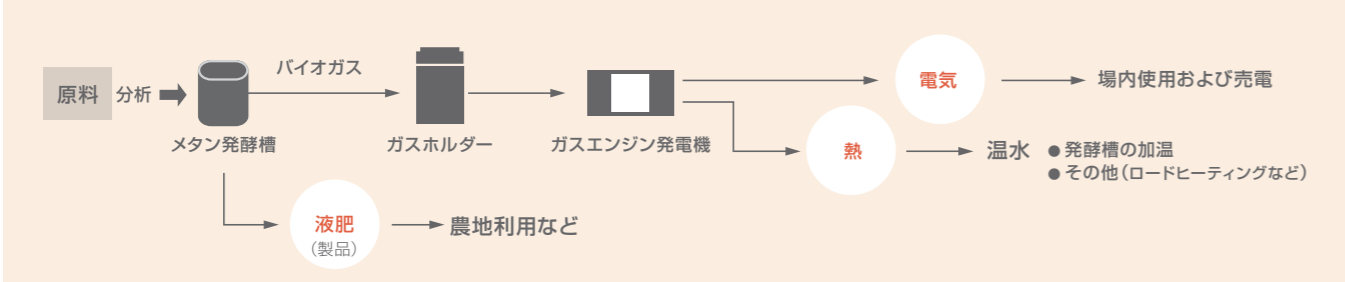 原料
分析
バイオガス
メタン発酵槽
ガスホルダー
ガスエンジン発電機
電気
場内使用および売電
熱
温水
●発酵槽の加温
●その他(ロードヒーティングなど)
液肥
(製品)
農地利用など